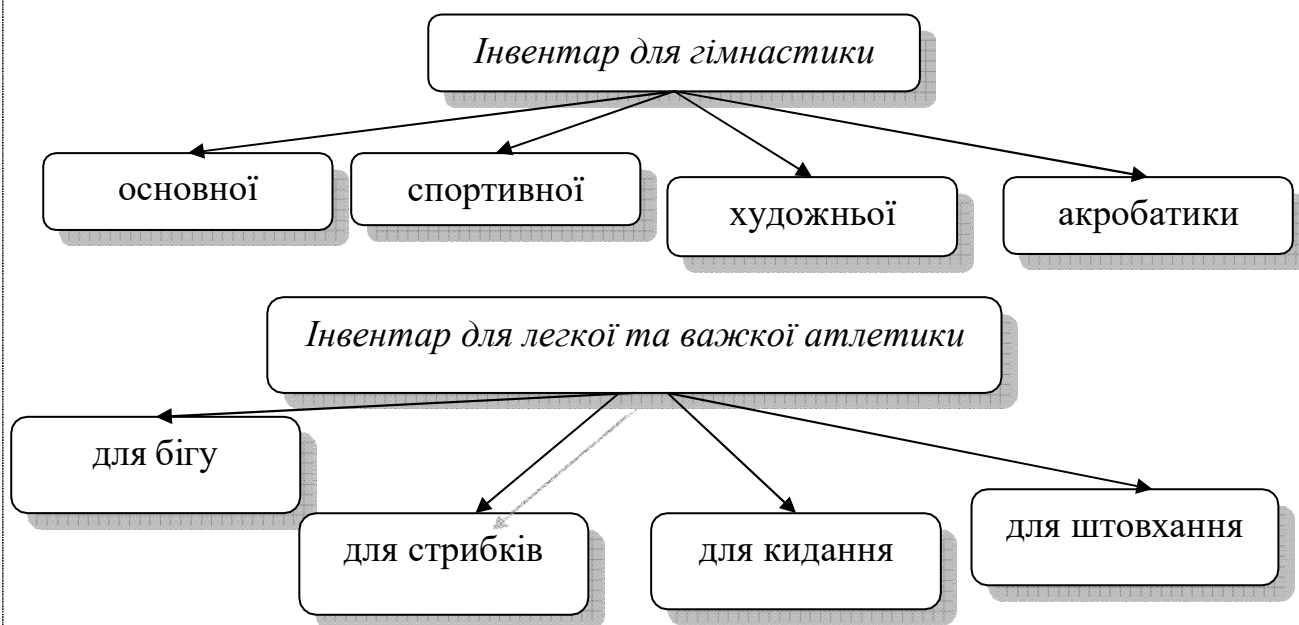 Інвентар для гімнастики
основної
спортивної
художньої
акробатики
Інвентар для легкої та важкої атлетики
для бігу
для стрибків
для кидання
для штовхання